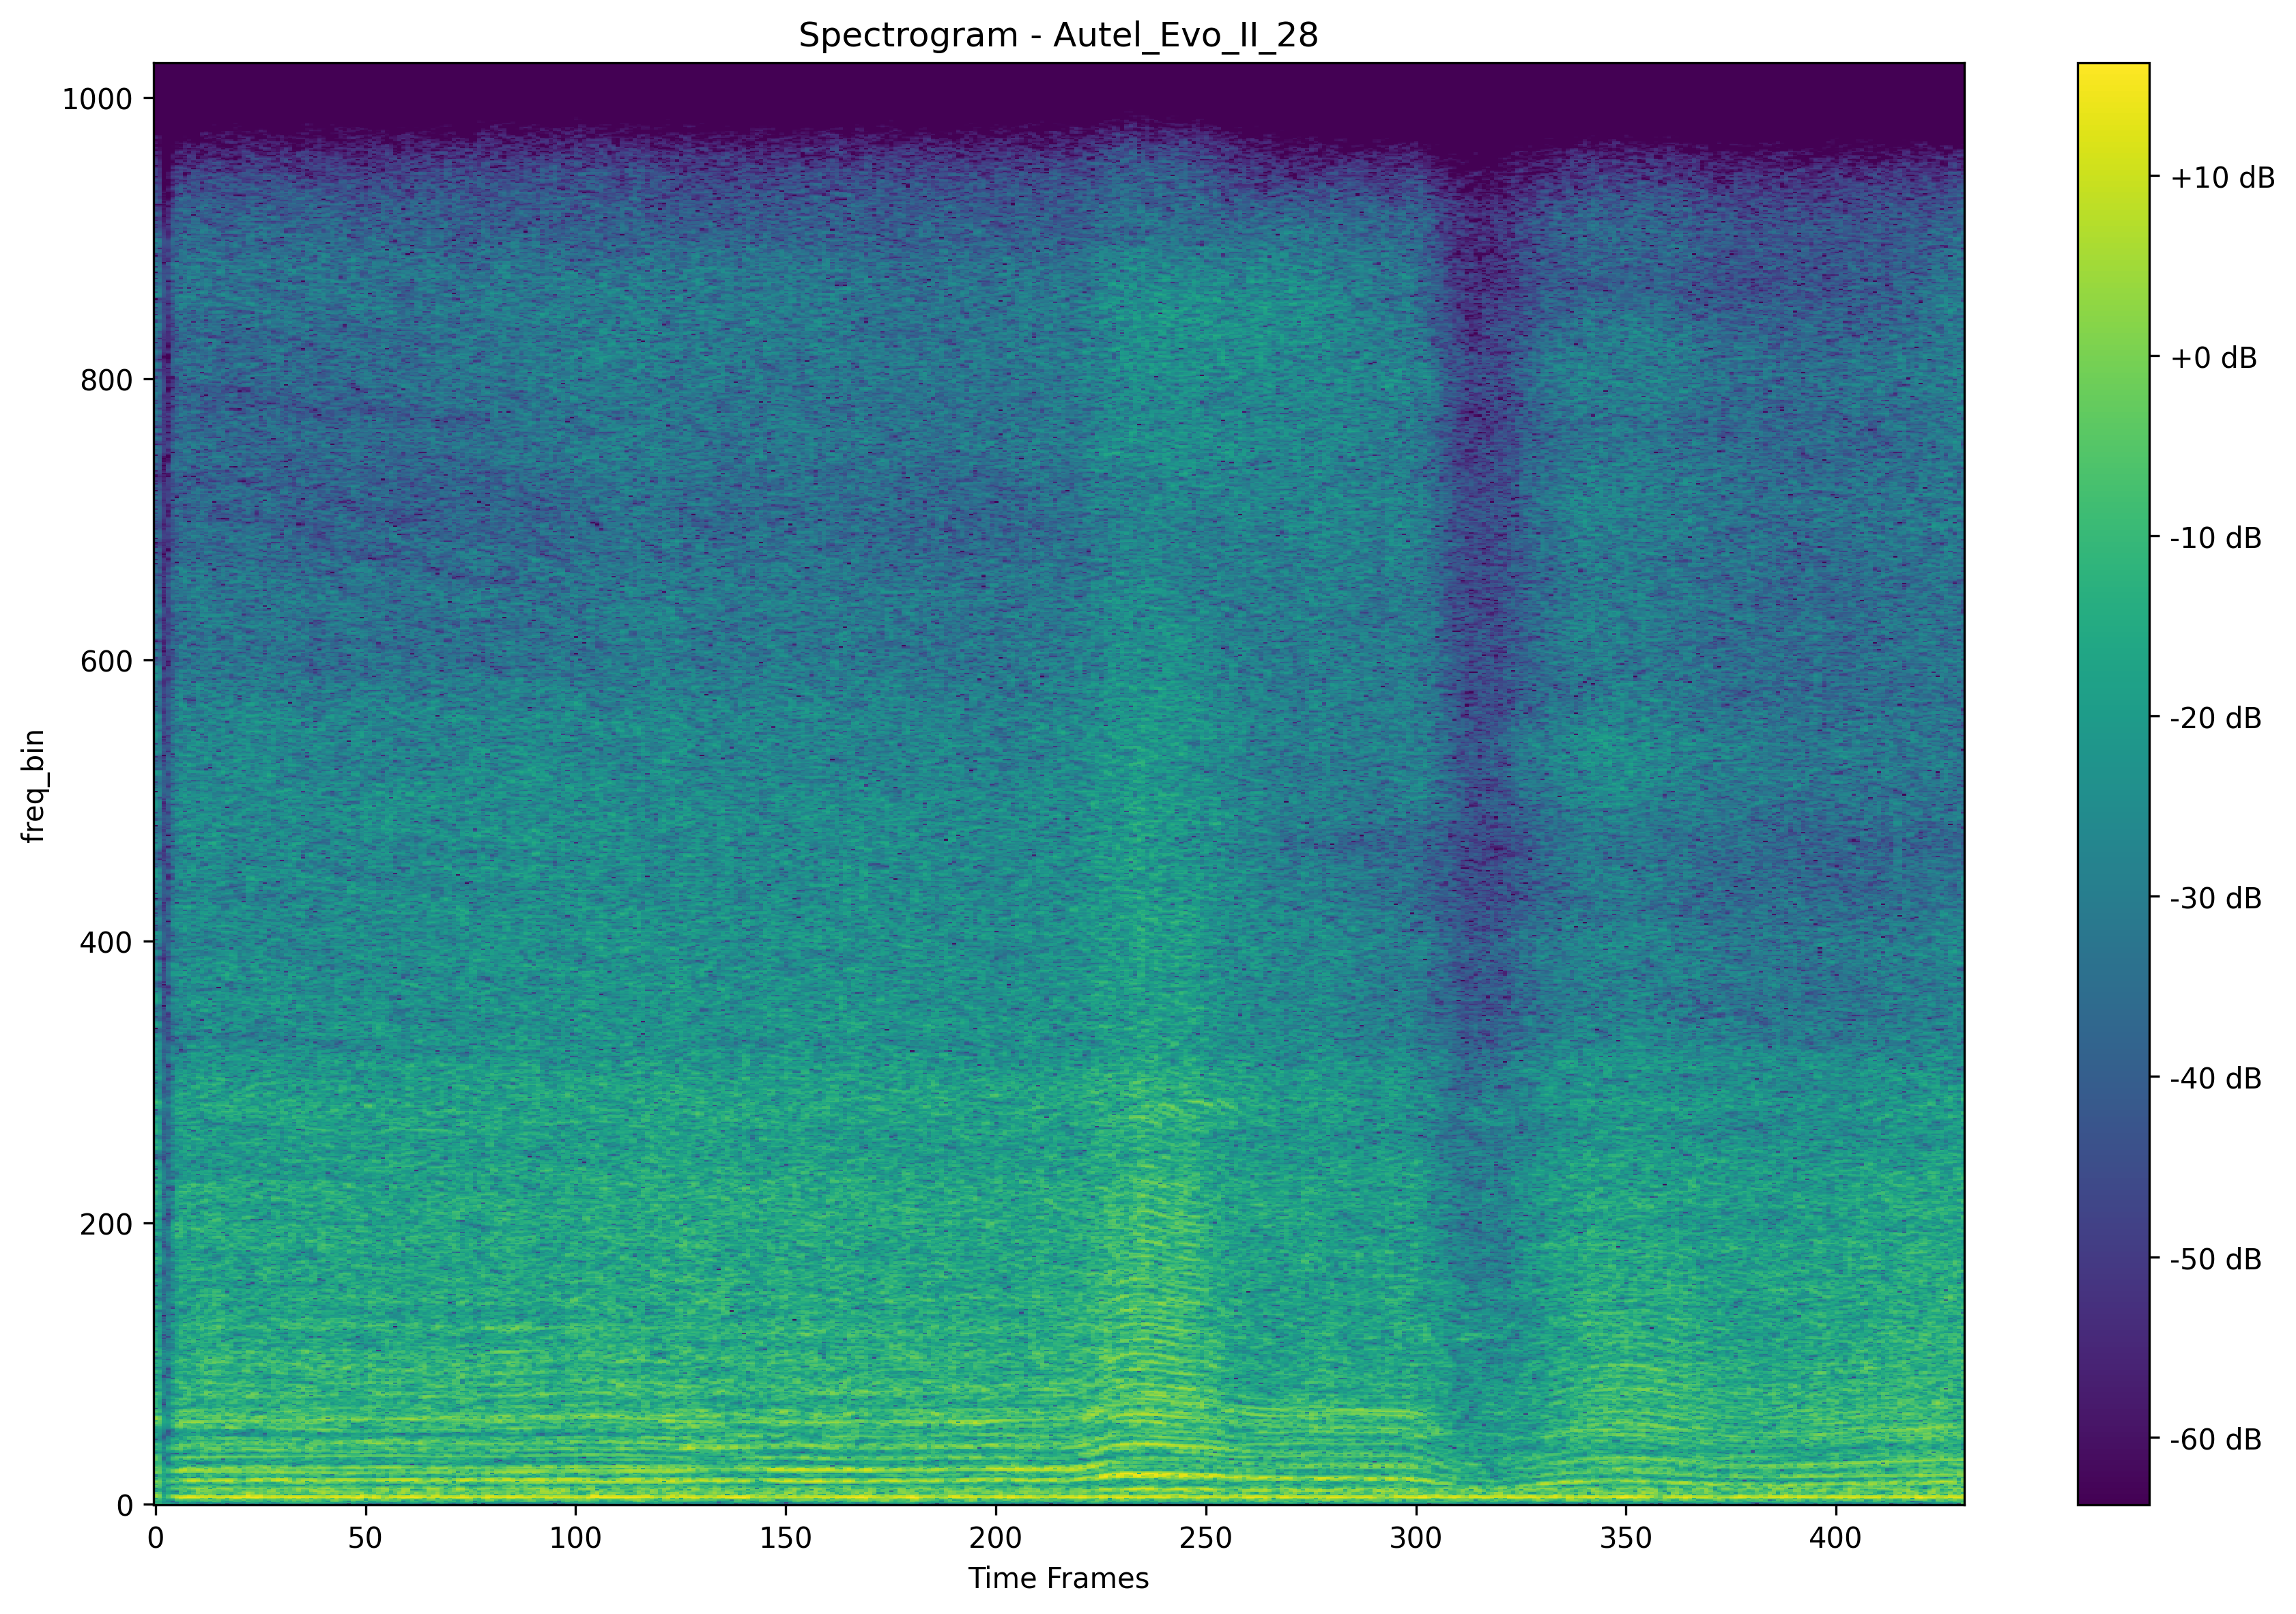 Spectrogram - Autel_Evo_II_28
1000
800
600
400
200
0
freq_bin
0 50 100 150 200 250 300 350 400
Time Frames
+10 dB
+0 dB
-10 dB
-20 dB
-30 dB
-40 dB
-50 dB
-60 dB